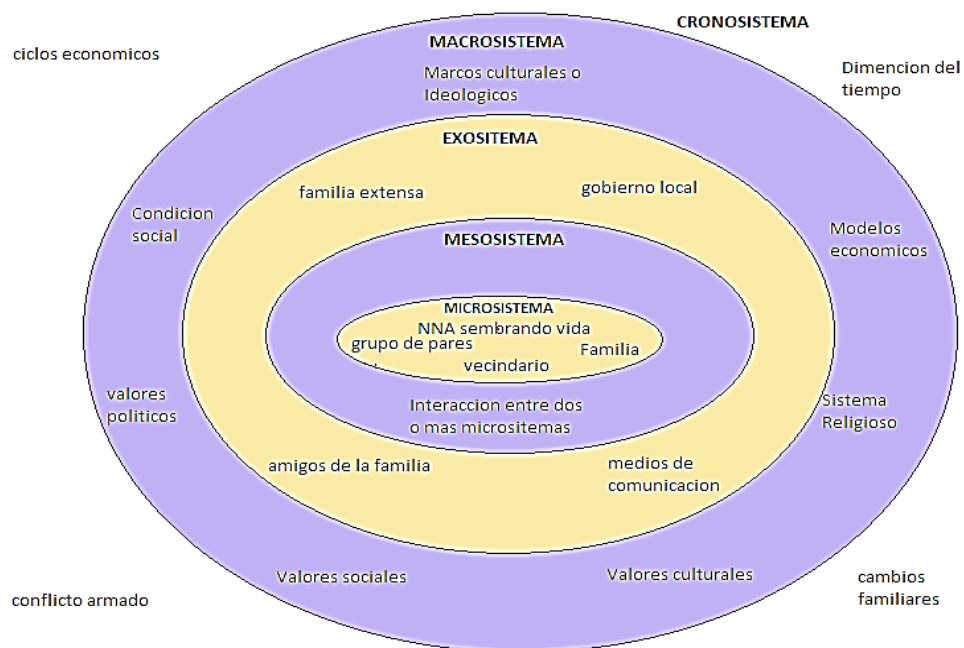 CRONOSISTEMA
ciclos economicos
MACROSISTEMA
Marcos culturales o
Ideologicos
Dimencion del
tiempo
EXOSITEMA
familia extensa
gobierno local
Condicion
social
Modelos
economicos
MESOSISTEMA
MICROSISTEMA
NNA sembrando vida
grupo de pares
Familia
vecindario
valores
politicos
Interaccion entre dos
o mas micrositemas
Sistema
Religioso
amigos de la familia
medios de
comunicacion
Valores sociales
Valores culturales
conflicto armado
cambios
familiares